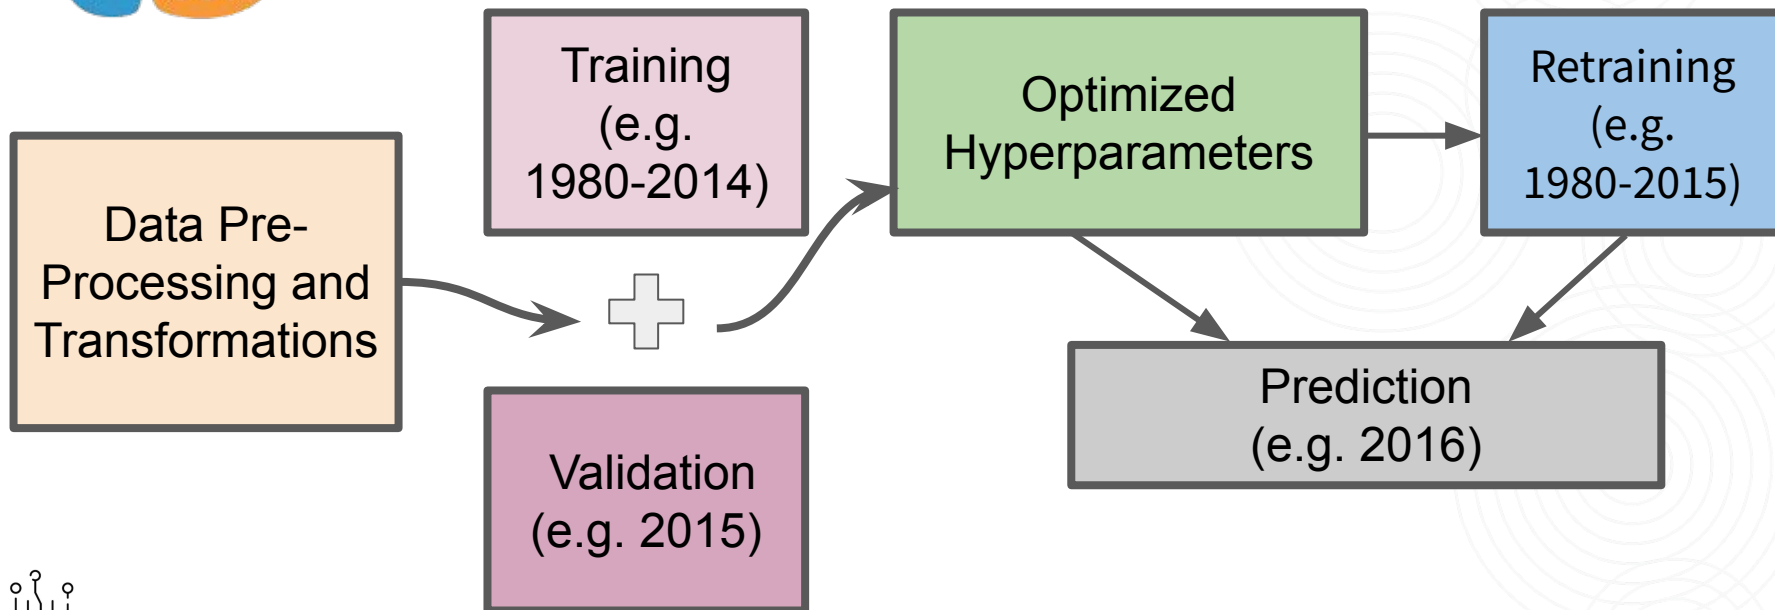 Data Pre-
Processing and
Transformations
Training
(e.g.
1980-2014)
Validation
(e.g. 2015)
Optimized
Hyperparameters
Retraining
(e.g.
1980-2015)
Prediction
(e.g. 2016)